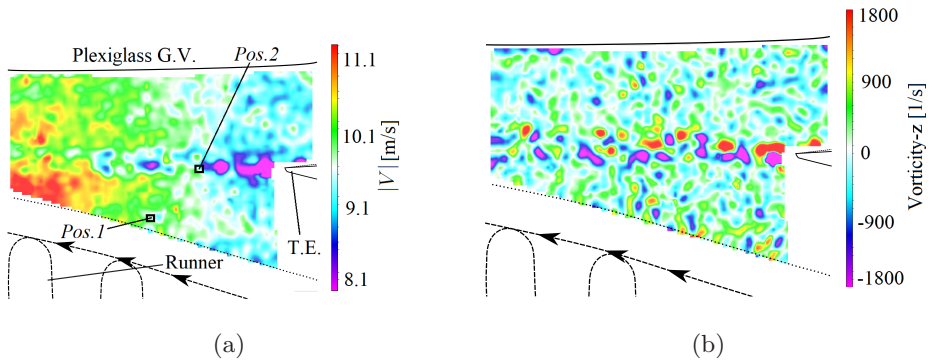 Plexiglass G.V.
Pos.2
Pos.1
T.E.
Runner
11.1
10.1
9.1
8.1
|V| [m/s]
(a)
1800
900
0
-900
-1800
Vorticity-z [1/s]
(b)